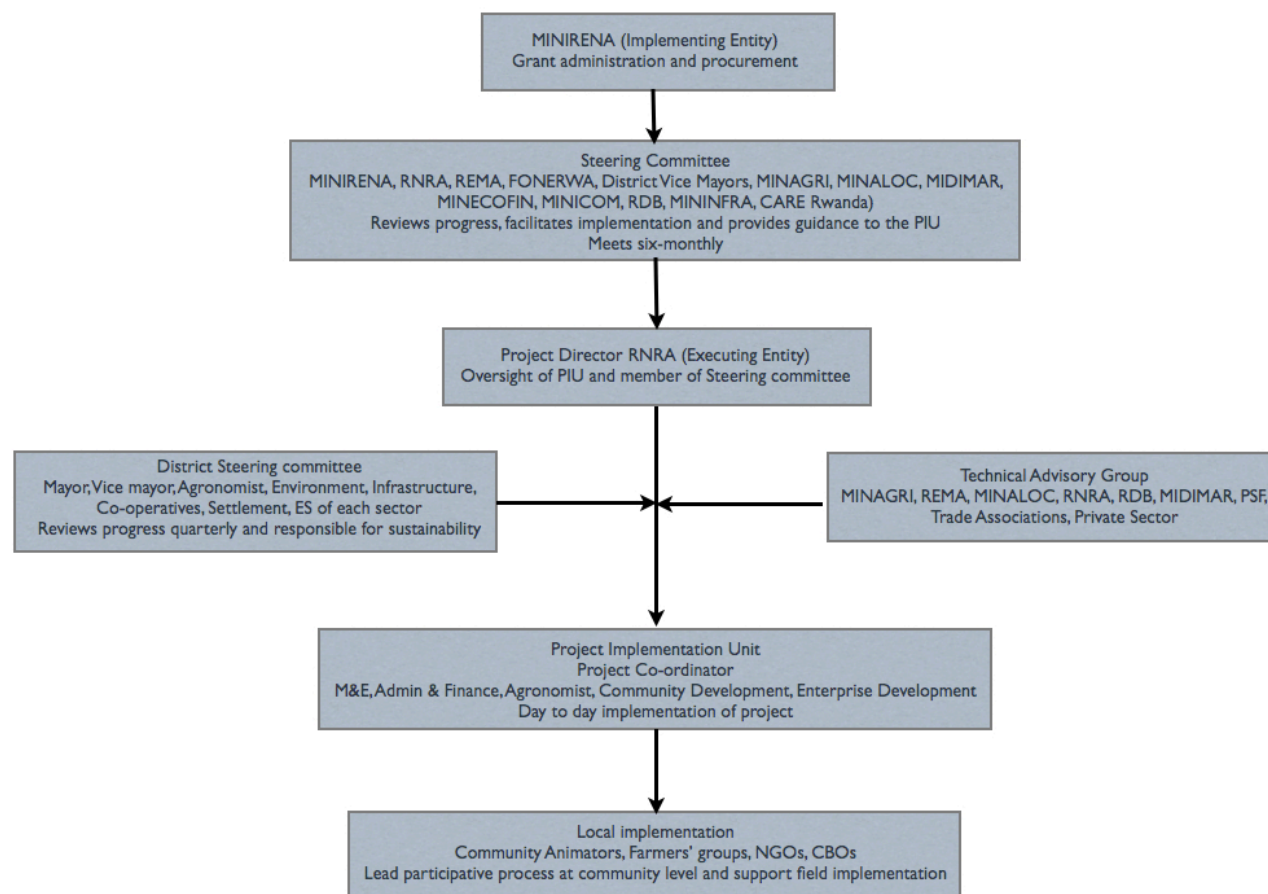 MINIRENA (Implementing Entity)
Grant administration and procurement
Steering Committee
MINIRENA, RNRA, REMA, FONERWA, District Vice Mayors, MINAGRI, MINALOC, MIDIMAR,
MINECOFIN, MINICOM, RDB, MININFRA, CARE Rwanda)
Reviews progress, facilitates implementation and provides guidance to the PIU
Meets six-monthly
Project Director RNRA (Executing Entity)
Oversight of PIU and member of Steering committee
District Steering committee
Mayor, Vice mayor, Agronomist, Environment, Infrastructure,
Co-operatives, Settlement, ES of each sector
Reviews progress quarterly and responsible for sustainability
Technical Advisory Group
MINAGRI, REMA, MINALOC, RNRA, RDB, MIDIMAR, PSF,
Trade Associations, Private Sector
Project Implementation Unit
Project Co-ordinator
M&E, Admin & Finance, Agronomist, Community Development, Enterprise Development
Day to day implementation of project
Local implementation
Community Animators, Farmers' groups, NGOs, CBOs
Lead participative process at community level and support field implementation